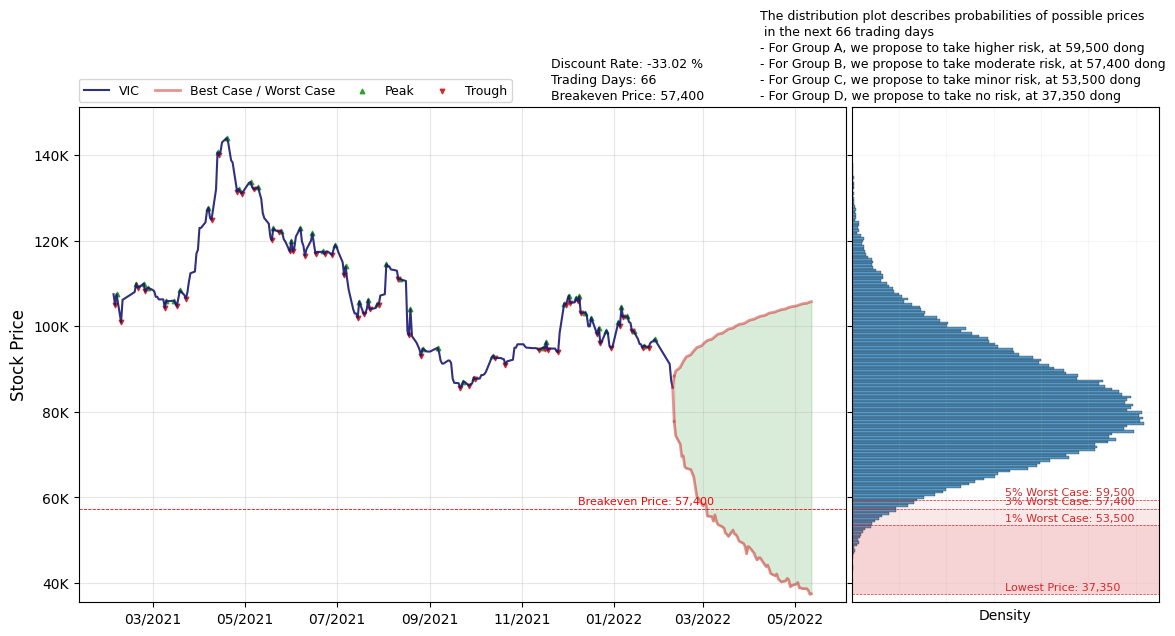 The distribution plot describes probabilities of possible prices
in the next 66 trading days
- For Group A, we propose to take higher risk, at 59,500 dong
- For Group B, we propose to take moderate risk, at 57,400 dong
- For Group C, we propose to take minor risk, at 53,500 dong
- For Group D, we propose to take no risk, at 37,350 dong
Discount Rate: -33.02 %
Trading Days: 66
Breakeven Price: 57,400
VIC
Best Case / Worst Case
Peak
Trough
Stock Price
140K
120K
100K
80K
60K
40K
Breakeven Price: 57,400
03/2021
05/2021
07/2021
09/2021
11/2021
01/2022
03/2022
05/2022
5% Worst Case: 59,500
3% Worst Case: 57,400
1% Worst Case: 53,500
Lowest Price: 37,350
Density